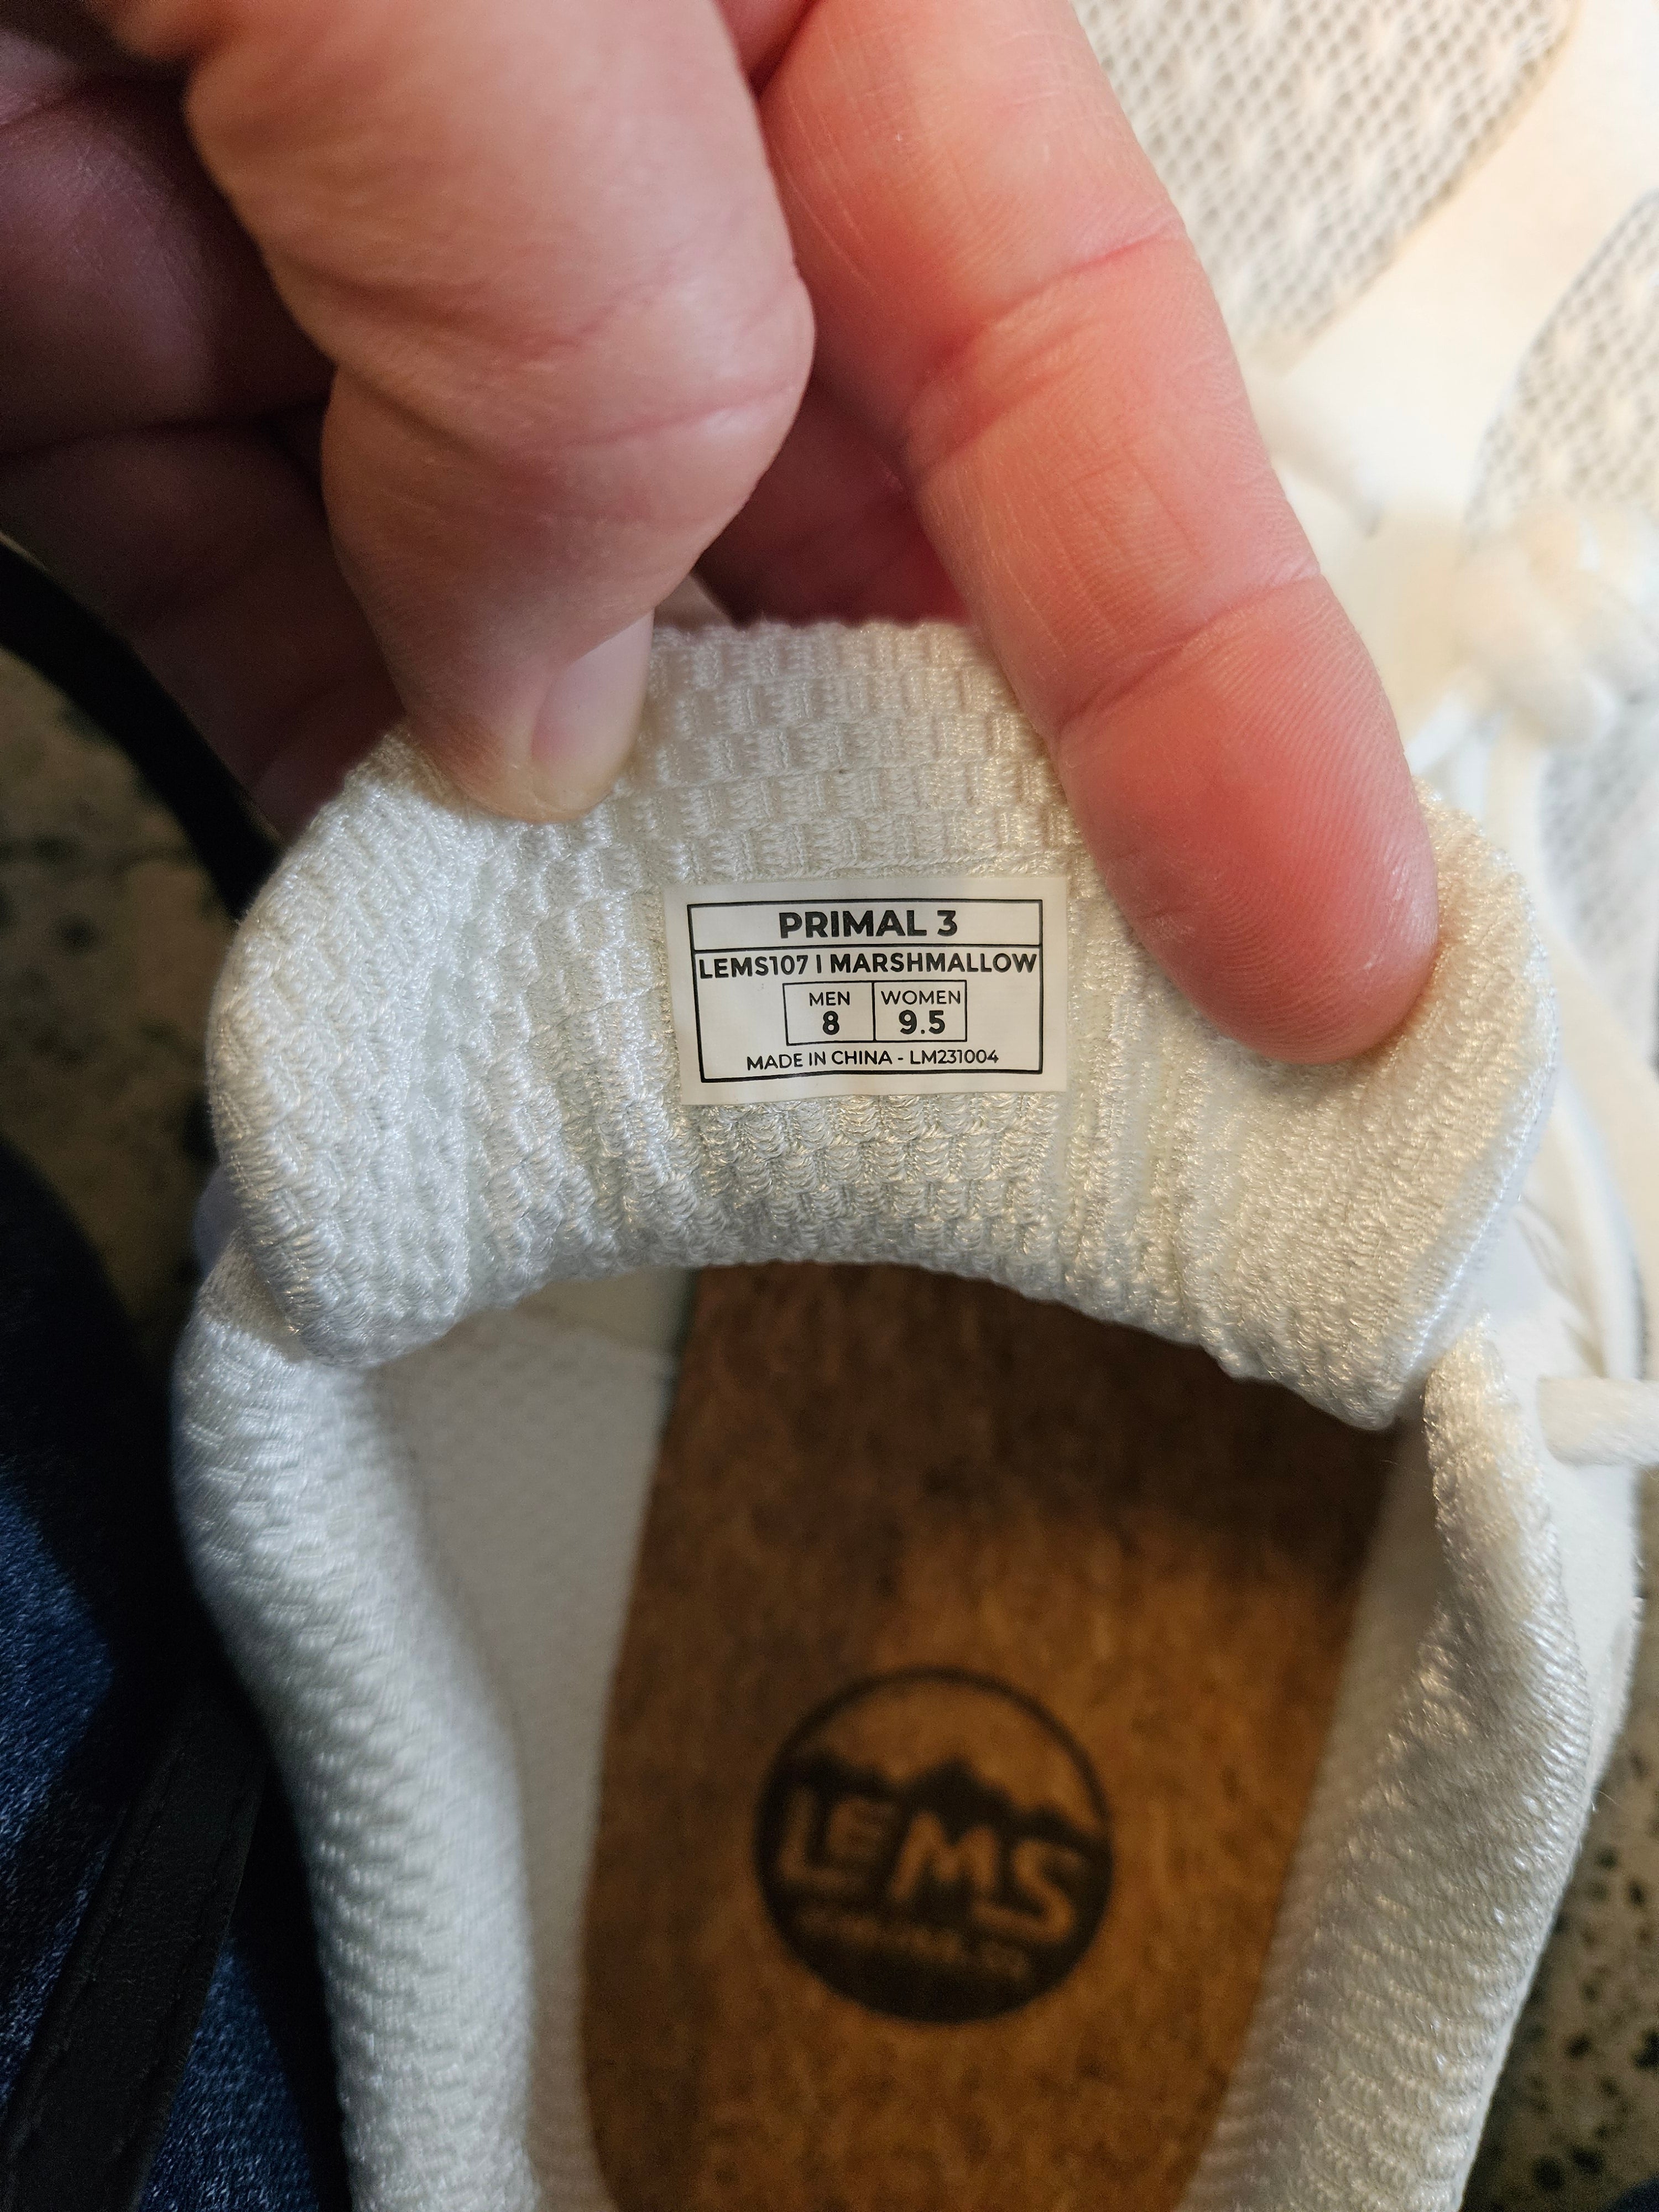 PRIMAL 3
LEMS107 | MARSHMALLOW
MEN WOMEN
8 9.5
MADE IN CHINA - LM231004
LEMS